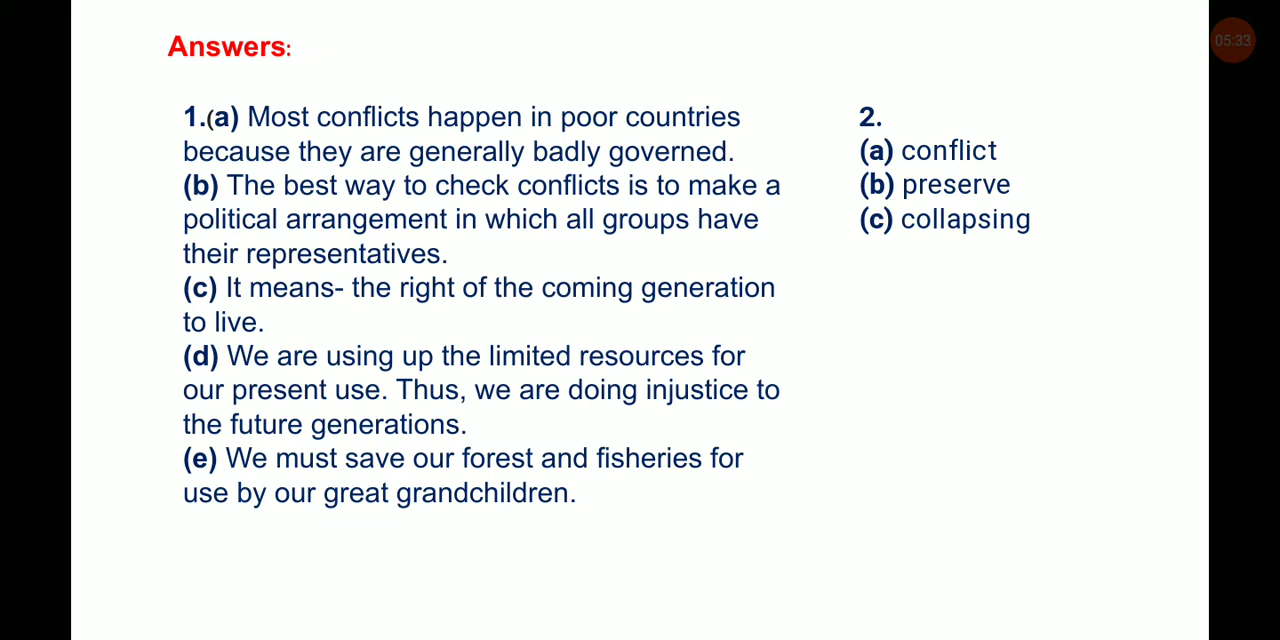 Answers:
05:33
1.(a) Most conflicts happen in poor countries
because they are generally badly governed.
(b) The best way to check conflicts is to make a
political arrangement in which all groups have
their representatives.
(c) It means- the right of the coming generation
to live.
(d) We are using up the limited resources for
our present use. Thus, we are doing injustice to
the future generations.
(e) We must save our forest and fisheries for
use by our great grandchildren.
2.
(a) conflict
(b) preserve
(c) collapsing